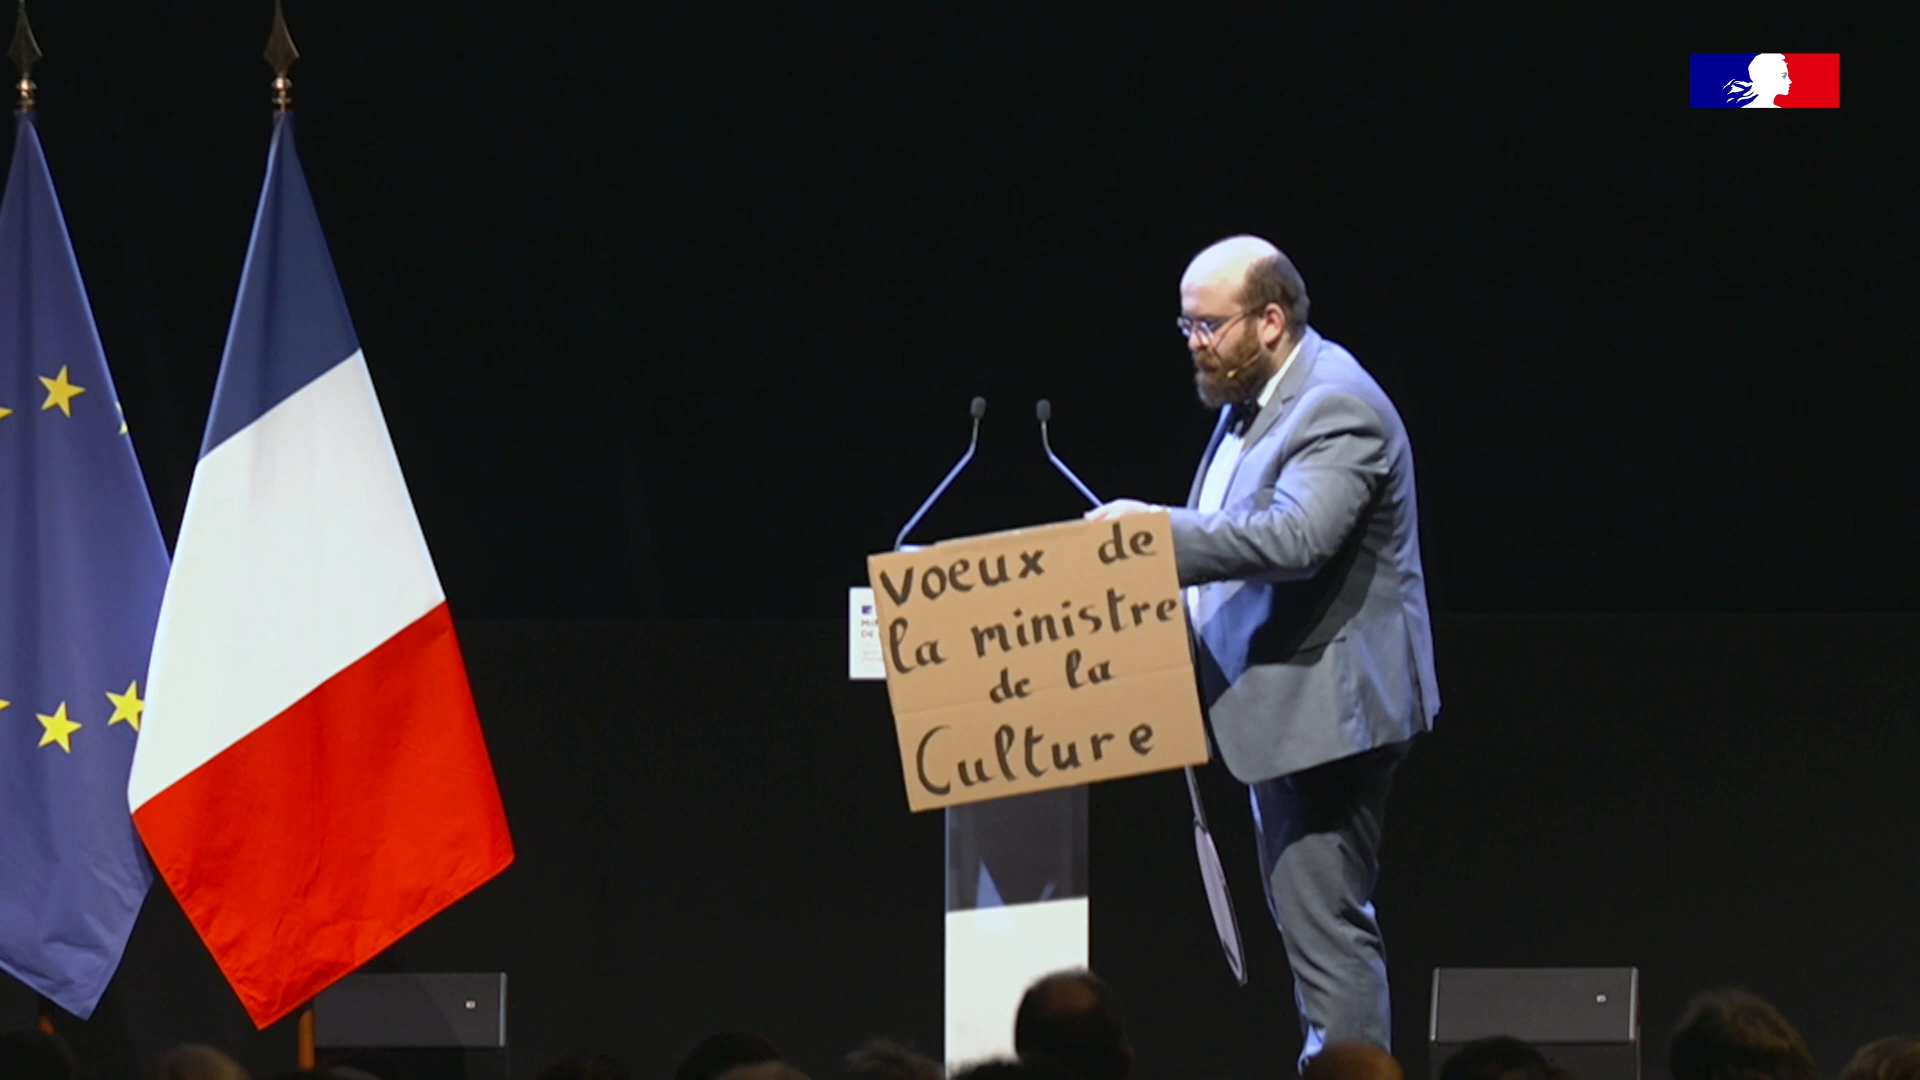 Voeux de
la ministre
de la
Culture